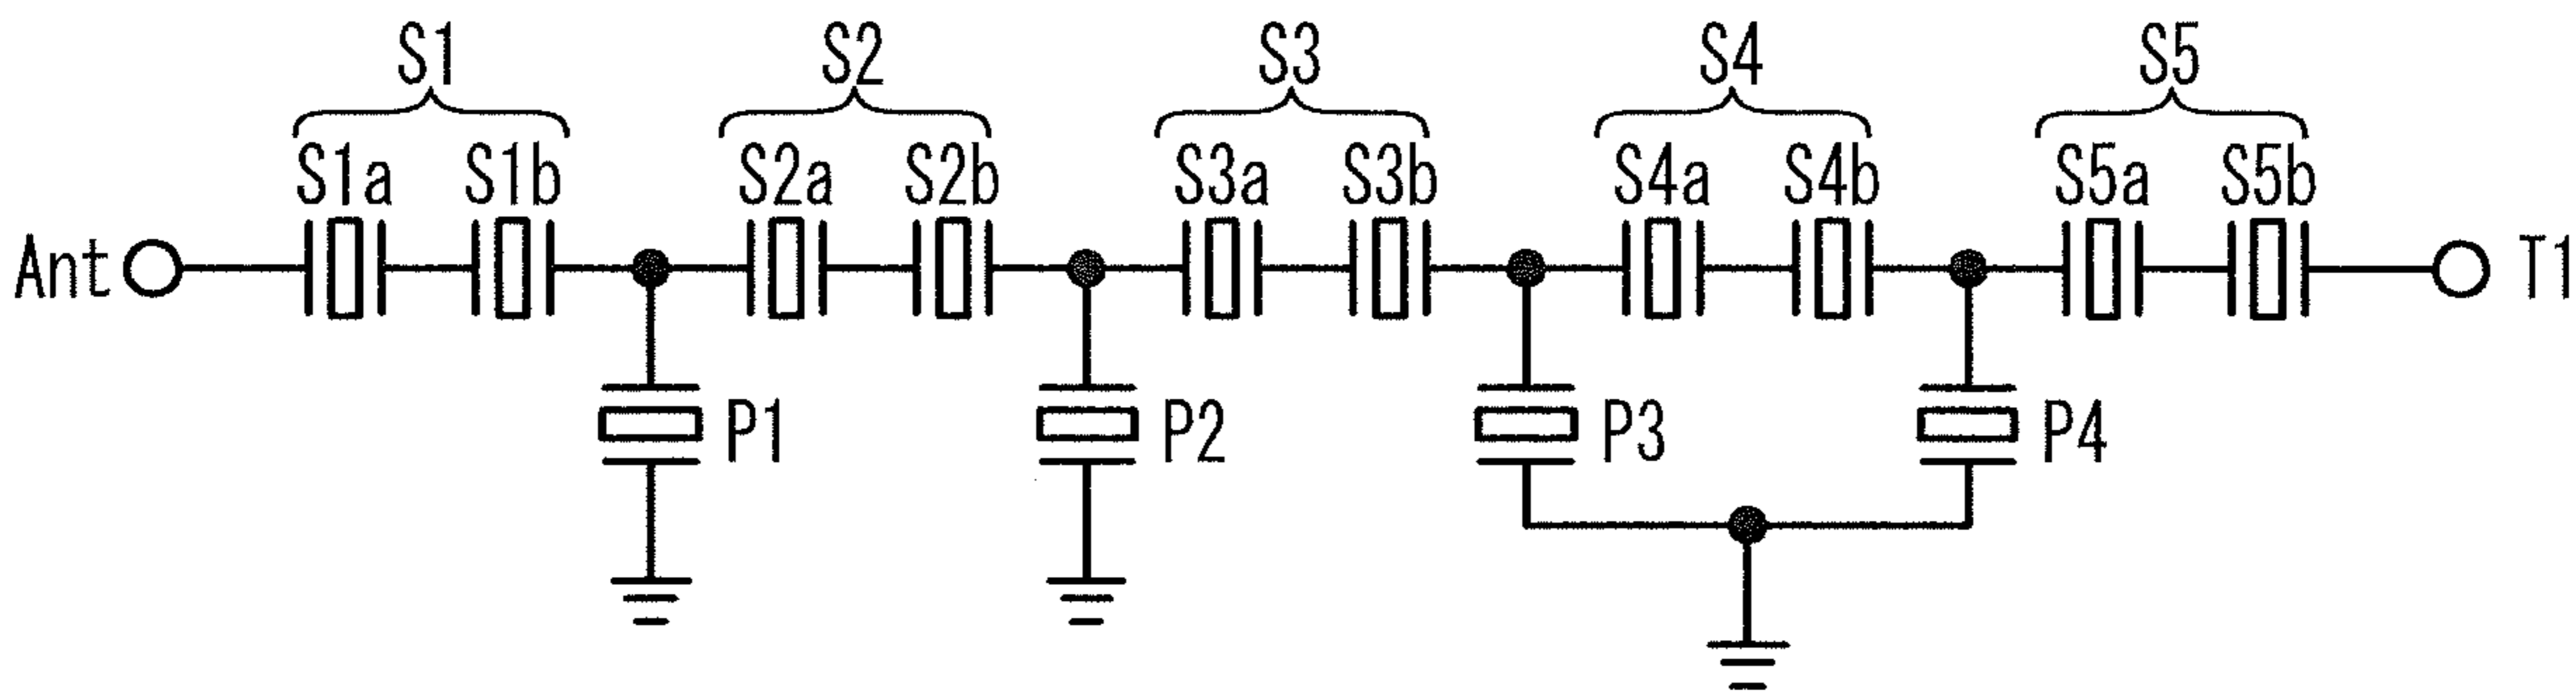 S1 S2 S3 S4 S5
S1a S1b S2a S2b S3a S3b S4a S4b S5a S5b
Ant T1
P1 P2 P3 P4